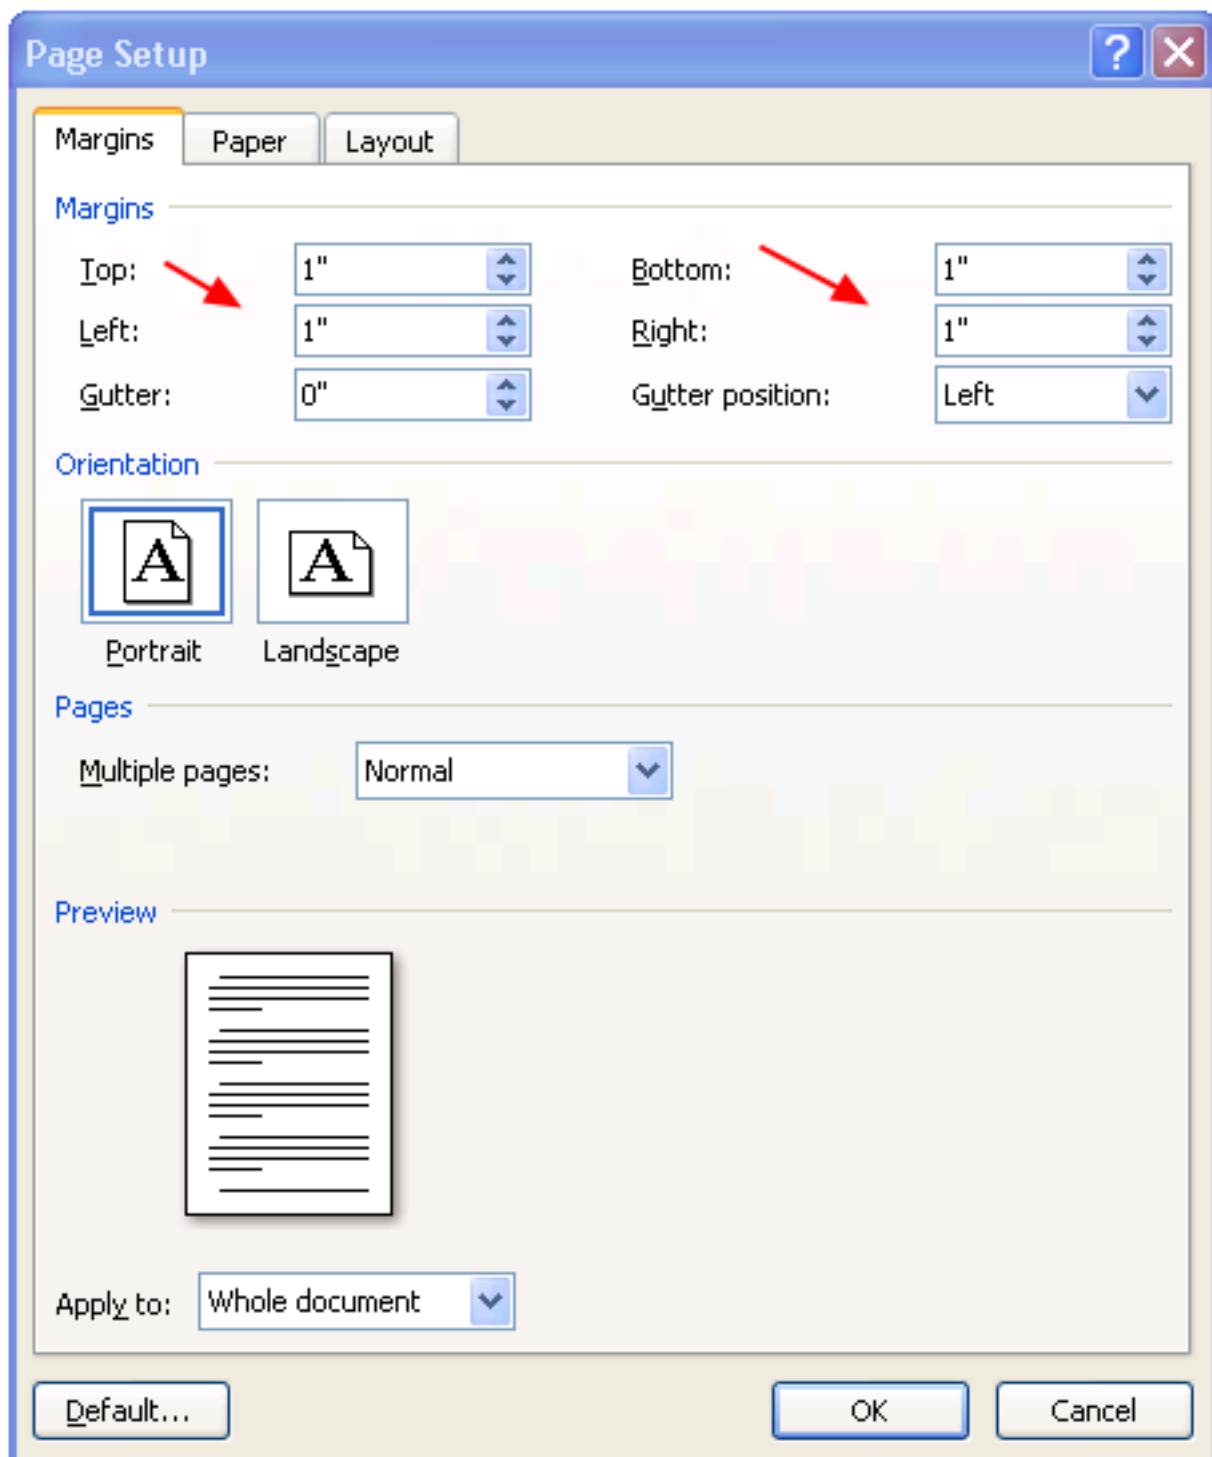 Page Setup ?
Margins Paper Layout
Margins
Top: 1" Bottom: 1"
Left: 1" Right: 1"
Gutter: 0" Gutter position: Left
Orientation
A A
Portrait Landscape
Pages
Multiple pages: Normal
Preview
Apply to: Whole document
Default... OK Cancel